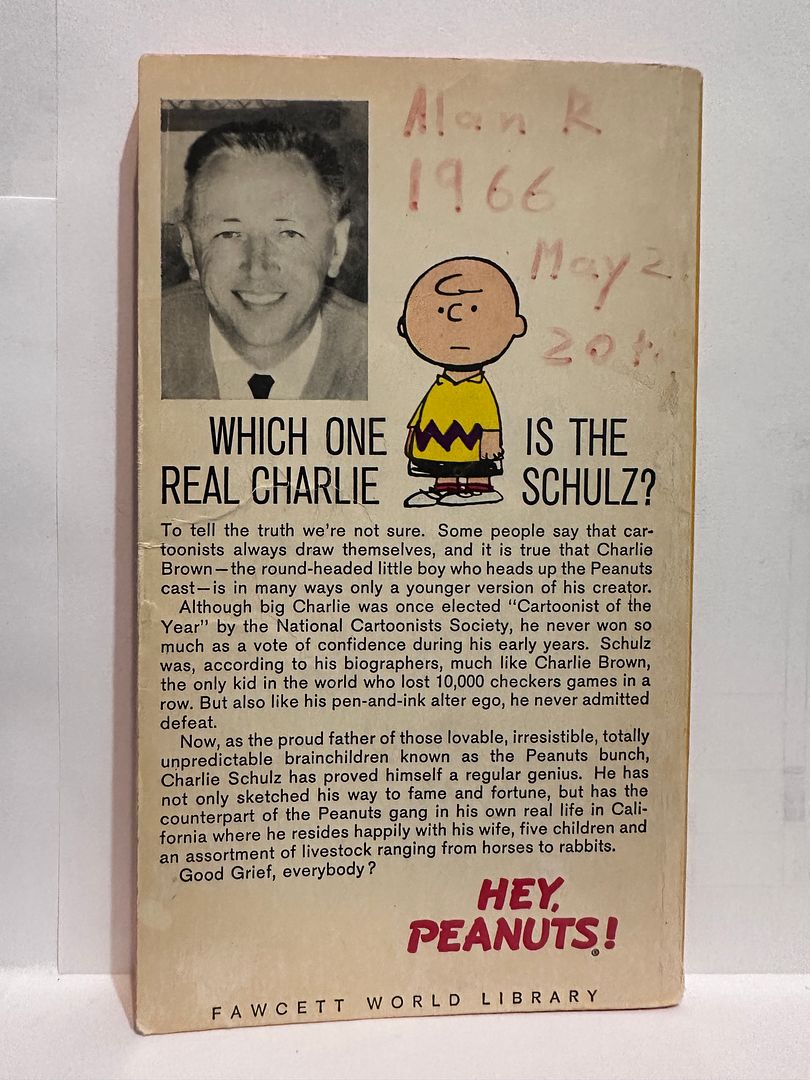 Alan R
1966
May 2
20
WHICH ONE IS THE
REAL CHARLIE SCHULZ?
To tell the truth we're not sure. Some people say that car-
toonists always draw themselves, and it is true that Charlie
Brown—the round-headed little boy who heads up the Peanuts
cast—is in many ways only a younger version of his creator.
Although big Charlie was once elected "Cartoonist of the
Year" by the National Cartoonists Society, he never won so
much as a vote of confidence during his early years. Schulz
was, according to his biographers, much like Charlie Brown,
the only kid in the world who lost 10,000 checkers games in a
row. But also like his pen-and-ink alter ego, he never admitted
defeat.
Now, as the proud father of those lovable, irresistible, totally
unpredictable brainchildren known as the Peanuts bunch,
Charlie Schulz has proved himself a regular genius. He has
not only sketched his way to fame and fortune, but has the
counterpart of the Peanuts gang in his own real life in Cali-
fornia where he resides happily with his wife, five children and
an assortment of livestock ranging from horses to rabbits.
Good Grief, everybody?
HEY,
PEANUTS!®
FAWCETT WORLD LIBRARY